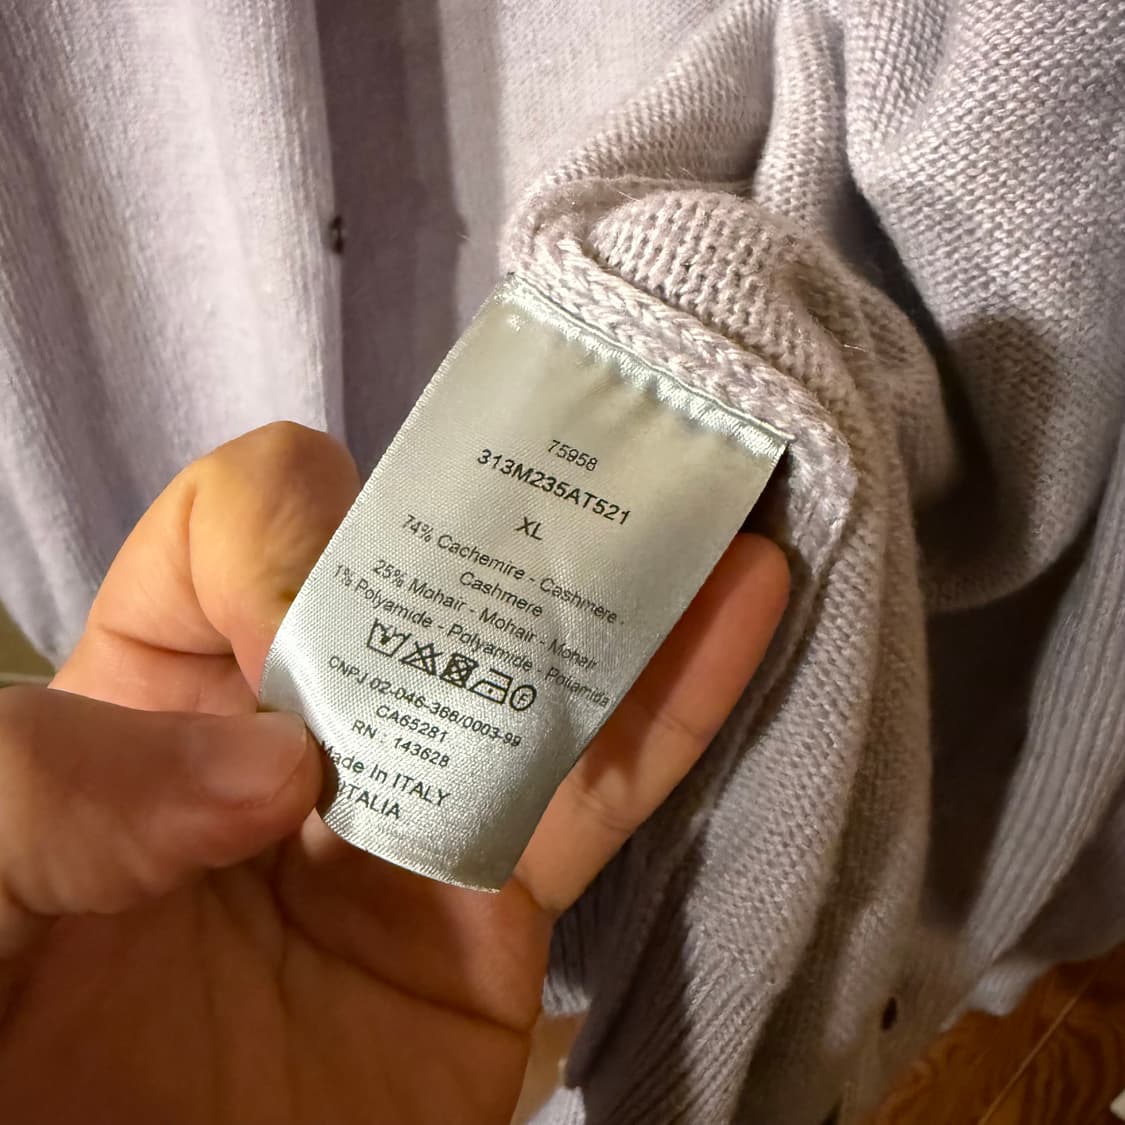 75958
313M235AT521
XL
74% Cachemire - Cashmere -
Cashmere
25% Mohair - Mohair - Mohair
1% Polyamide - Polyamide - Poliamida
CNPJ 02-046-366/0003-99
CA65281
RN : 143628
Made In ITALY
ITALIA